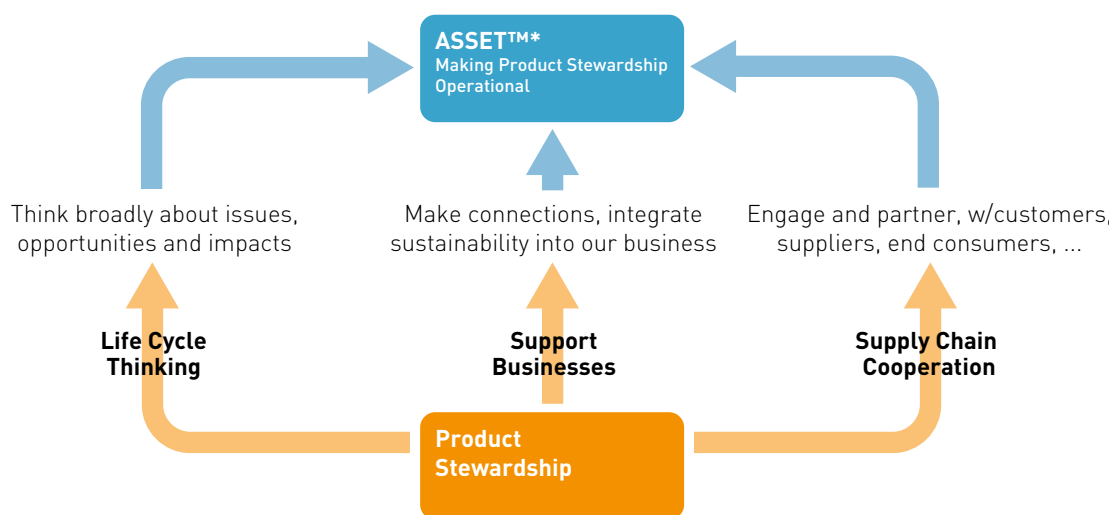 ASSET™*
Making Product Stewardship
Operational
Think broadly about issues,
opportunities and impacts
Make connections, integrate
sustainability into our business
Engage and partner, w/customers,
suppliers, end consumers, ...
Life Cycle
Thinking
Support
Businesses
Supply Chain
Cooperation
Product
Stewardship